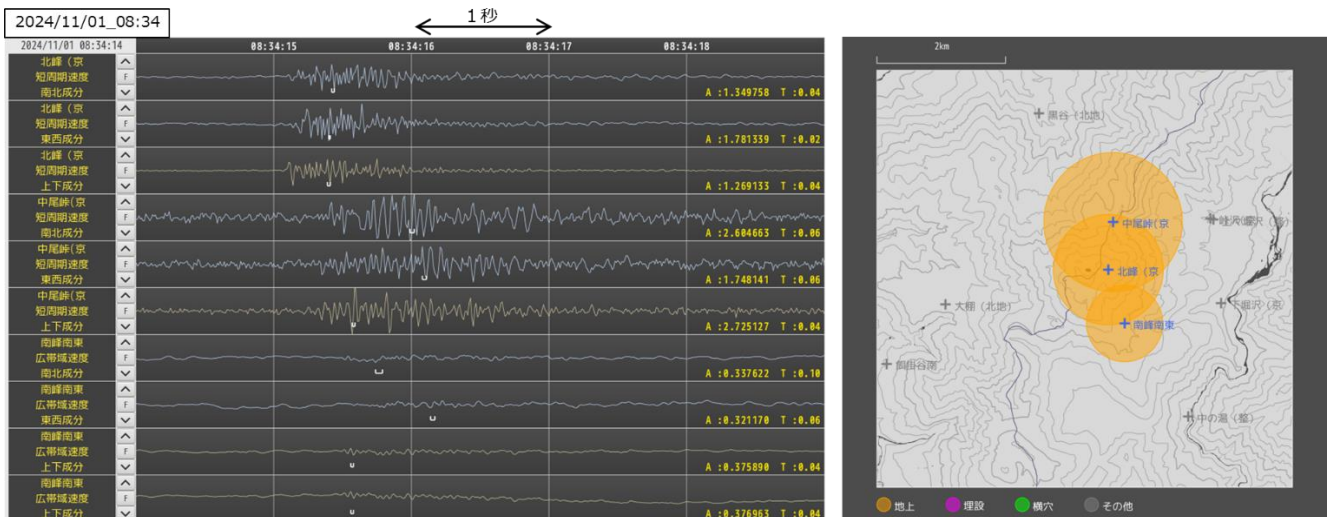 2024/11/01_08:34
1秒
2024/11/01 08:34:14
08:34:15 08:34:16 08:34:17 08:34:18
北峰（京
短周期速度 F
南北成分
A :1.349758 T :0.04
北峰（京
短周期速度 F
東西成分
A :1.781339 T :0.02
北峰（京
短周期速度 F
上下成分
A :1.269133 T :0.04
中尾峠(京
短周期速度 F
南北成分
A :2.604663 T :0.06
中尾峠(京
短周期速度 F
東西成分
A :1.748141 T :0.06
中尾峠(京
短周期速度 F
上下成分
A :2.725127 T :0.04
南峰南東
広帯域速度 F
南北成分
A :0.337622 T :0.10
南峰南東
広帯域速度 F
東西成分
A :0.321170 T :0.06
南峰南東
広帯域速度 F
上下成分
A :0.375890 T :0.04
南峰南東
広帯域速度 F
上下成分
A :0.376963 T :0.04
2km
黒谷（北地）
中尾峠(京
北峰（京
大棚（北地）
下堀沢（京
南峰南東
餌掛谷南
中の湯（整）
地上 埋設 横穴 その他